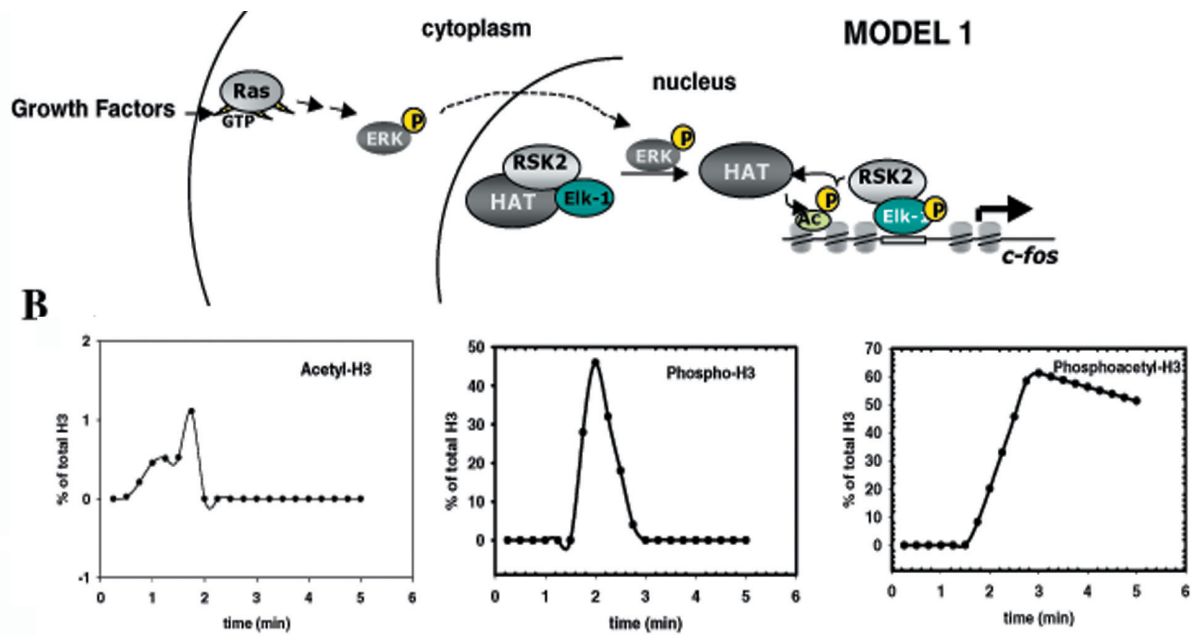 cytoplasm
MODEL 1
nucleus
Growth Factors
Ras
GTP
ERK
P
ERK
P
RSK2
HAT
Elk-1
HAT
RSK2
P
Ac
Elk-1
P
c-fos
B
Acetyl-H3
% of total H3
2
1
0
-1
0 1 2 3 4 5 6
time (min)
Phospho-H3
% of total H3
50
40
30
20
10
0
0 1 2 3 4 5 6
time (min)
Phosphoacetyl-H3
% of total H3
70
60
50
40
30
20
10
0
0 1 2 3 4 5 6
time (min)